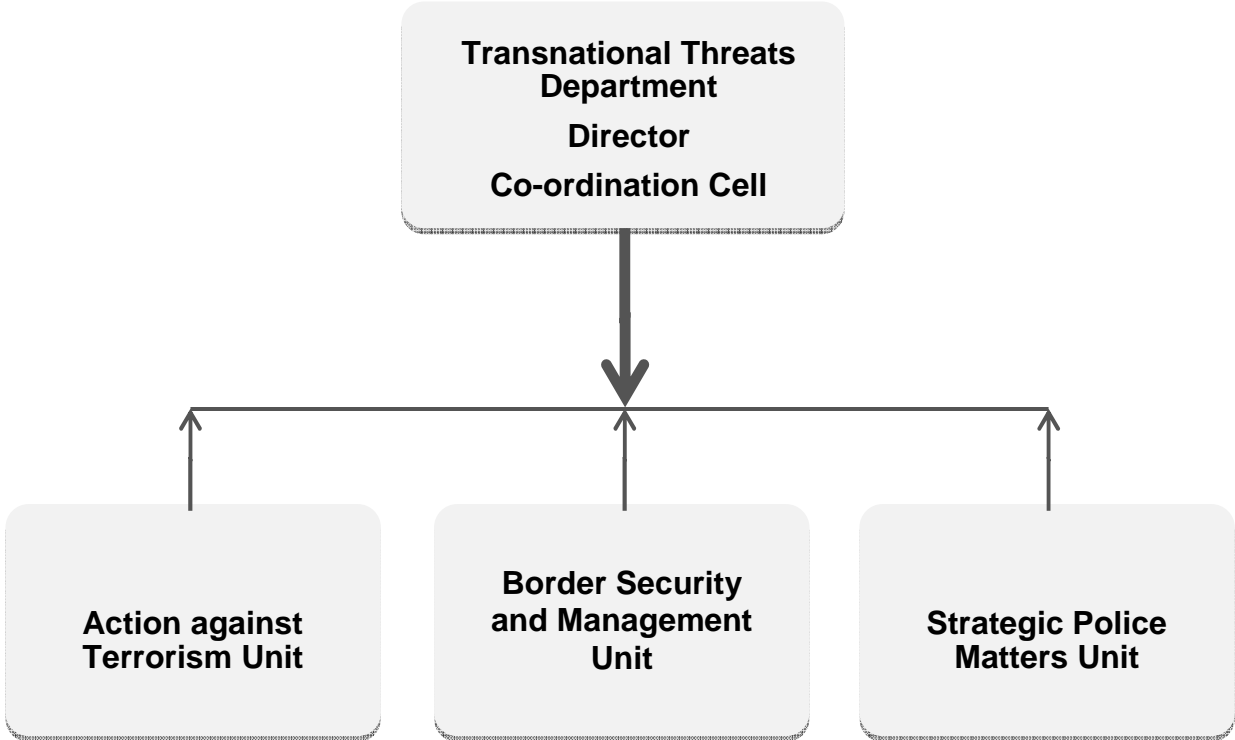 Transnational Threats
Department
Director
Co-ordination Cell
Action against
Terrorism Unit
Border Security
and Management
Unit
Strategic Police
Matters Unit